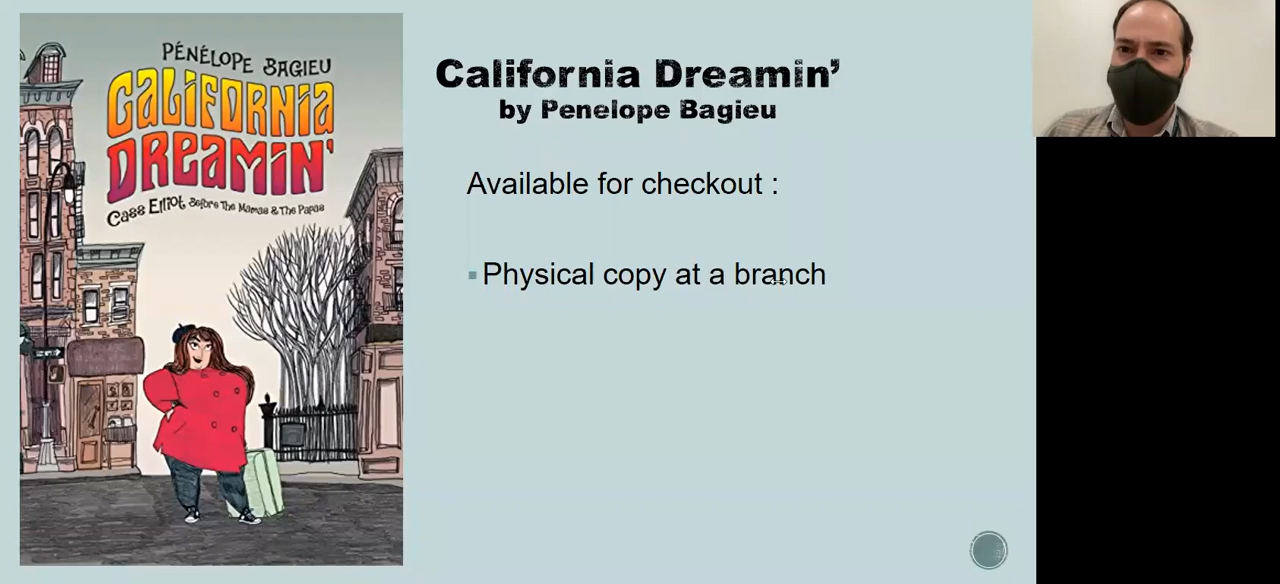 PÉNÉLOPE BAGIEU
CALIFORNIA
DREAMIN'
Cass Elliot Before The Mamas & The Papas
California Dreamin’
by Penelope Bagieu
Available for checkout :
Physical copy at a branch